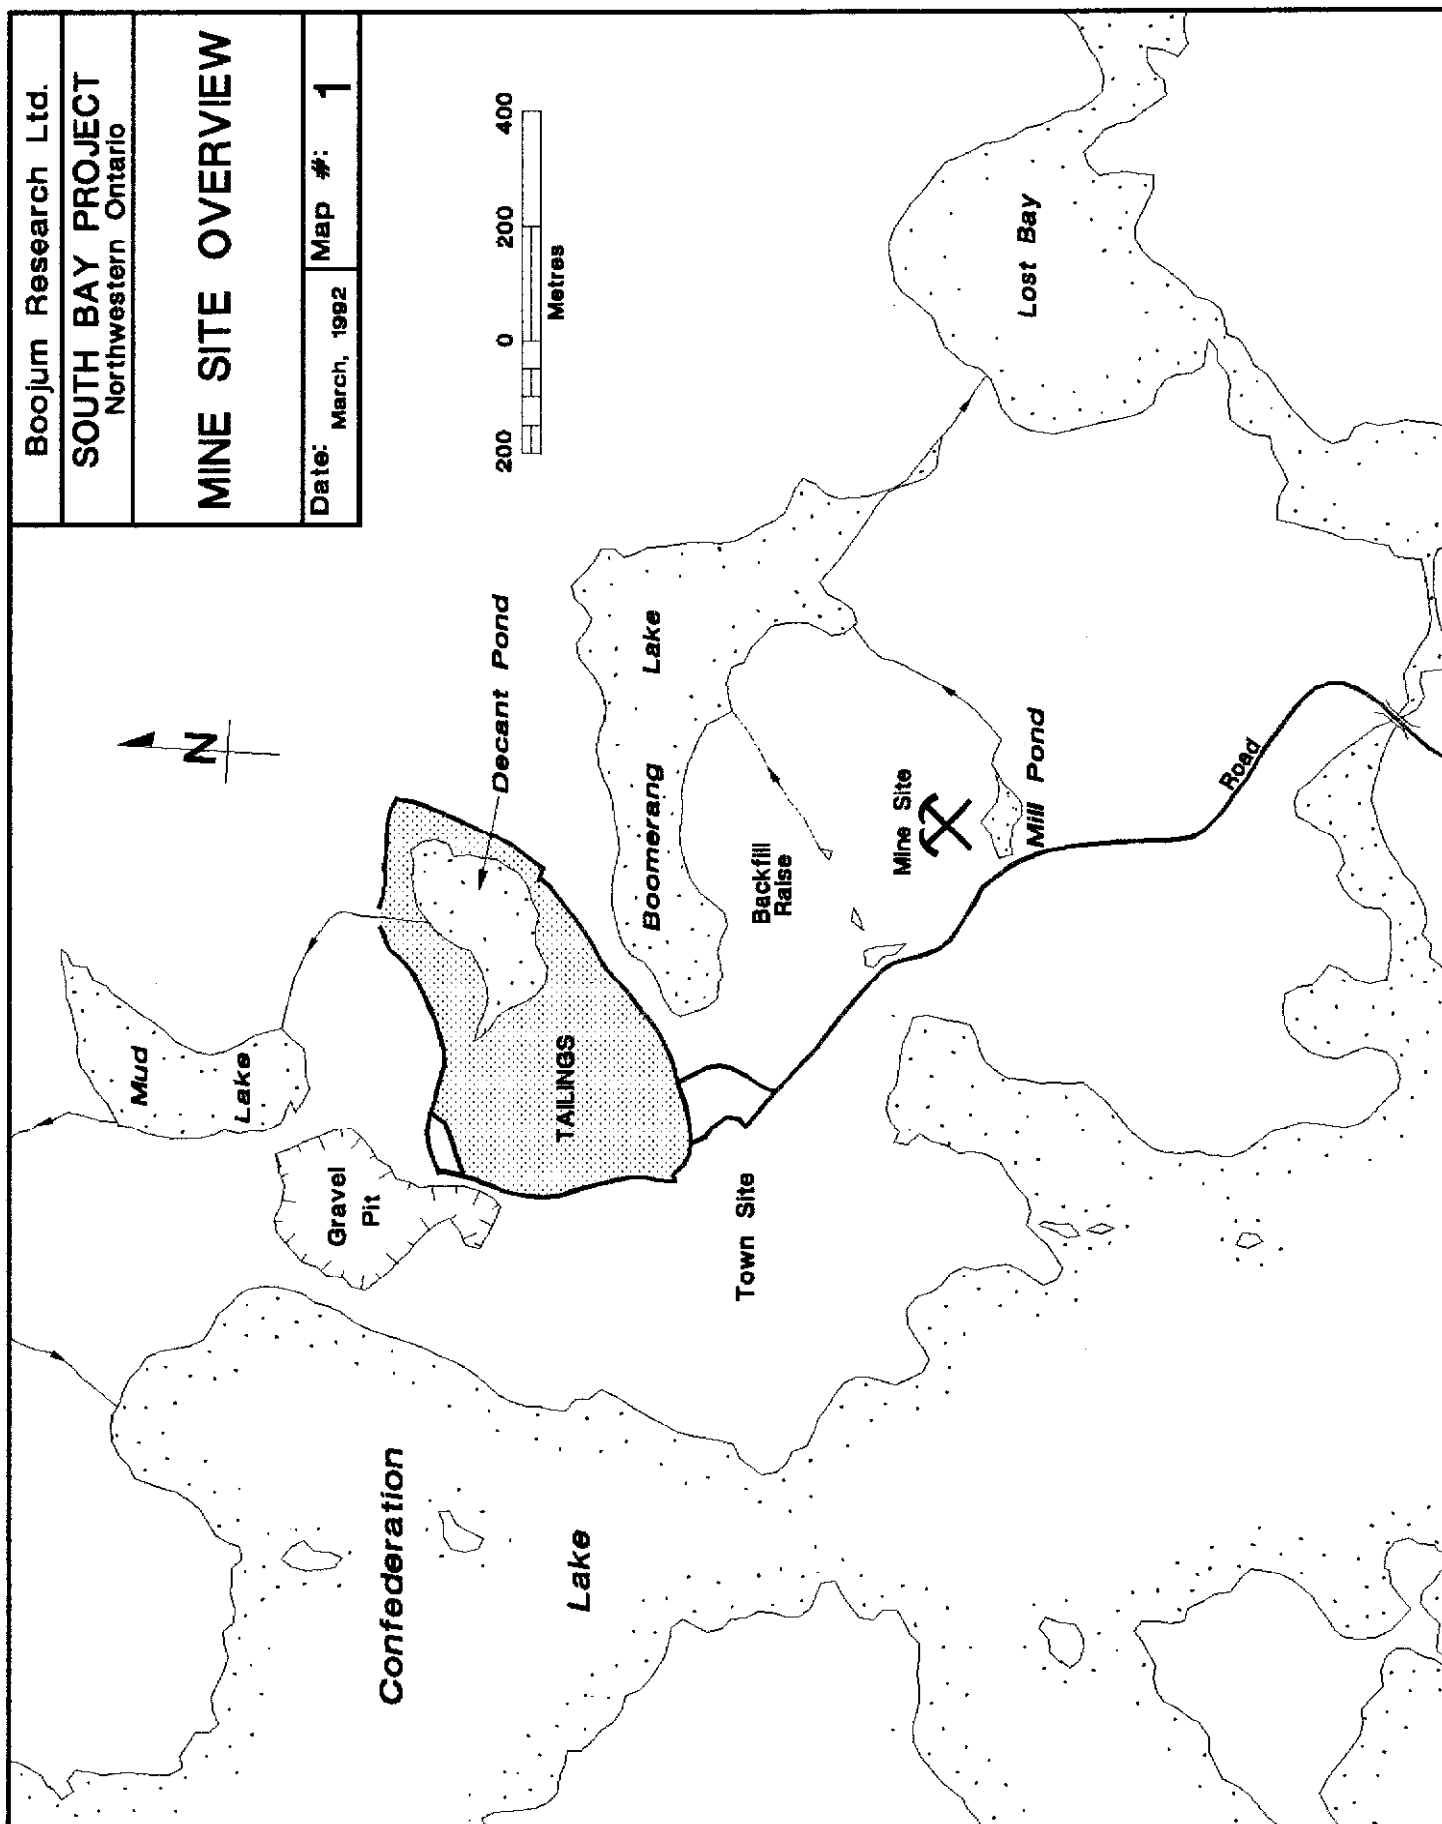 Boojum Research Ltd.
SOUTH BAY PROJECT
Northwestern Ontario
MINE SITE OVERVIEW
Date: March, 1992
Map #: 1
200 0 200 400
Metres
N
Mud
Lake
Gravel
Pit
Decant Pond
TAILINGS
Confederation
Lake
Boomerang Lake
Town Site
Backfill
Raise
Mine Site
Mill Pond
Lost Bay
Road